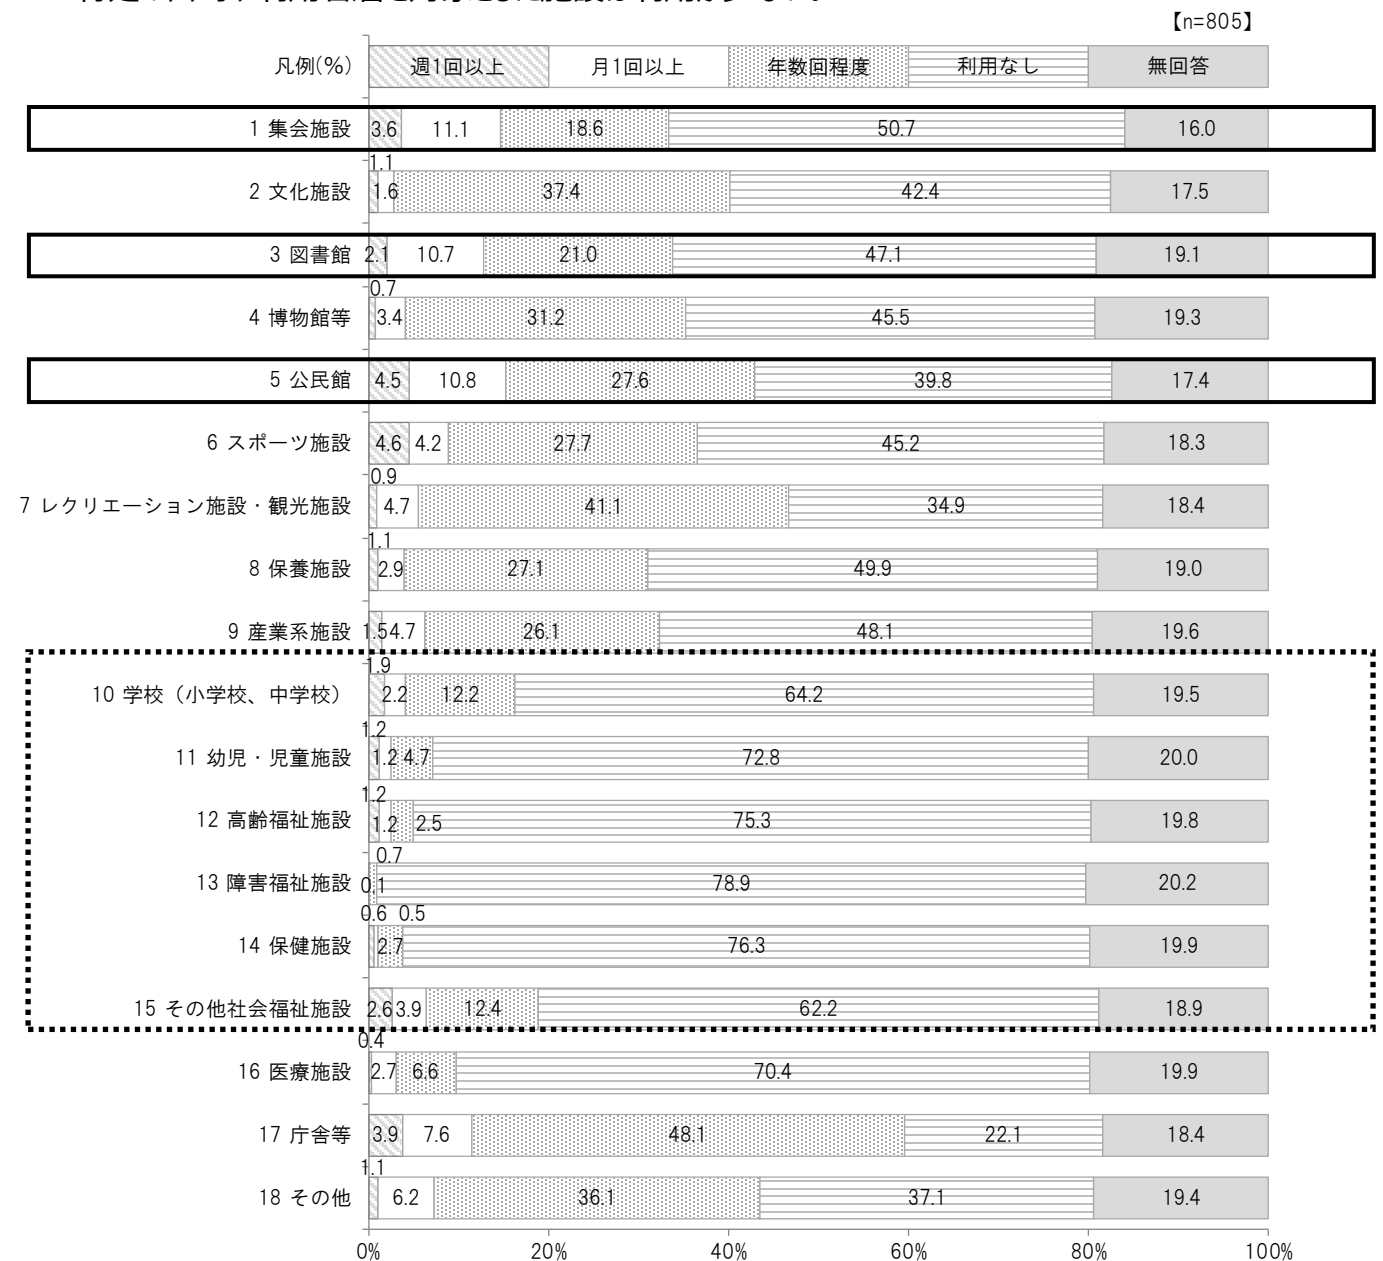 【n=805】
凡例(%) 週1回以上 月1回以上 年数回程度 利用なし 無回答
1 集会施設 3.6 11.1 18.6 50.7 16.0
1.1
2 文化施設 1.6 37.4 42.4 17.5
3 図書館 2.1 10.7 21.0 47.1 19.1
0.7
4 博物館等 3.4 31.2 45.5 19.3
5 公民館 4.5 10.8 27.6 39.8 17.4
6 スポーツ施設 4.6 4.2 27.7 45.2 18.3
0.9
7 レクリエーション施設・観光施設 4.7 41.1 34.9 18.4
1.1
8 保養施設 2.9 27.1 49.9 19.0
9 産業系施設 1.5 4.7 26.1 48.1 19.6
1.9
10 学校（小学校、中学校） 2.2 12.2 64.2 19.5
1.2
11 幼児・児童施設 1.2 4.7 72.8 20.0
1.2
12 高齢福祉施設 1.2 2.5 75.3 19.8
0.7
13 障害福祉施設 0.1 78.9 20.2
0.6 0.5
14 保健施設 2.7 76.3 19.9
15 その他社会福祉施設 2.6 3.9 12.4 62.2 18.9
0.4
16 医療施設 2.7 6.6 70.4 19.9
17 庁舎等 3.9 7.6 48.1 22.1 18.4
1.1
18 その他 6.2 36.1 37.1 19.4
0% 20% 40% 60% 80% 100%